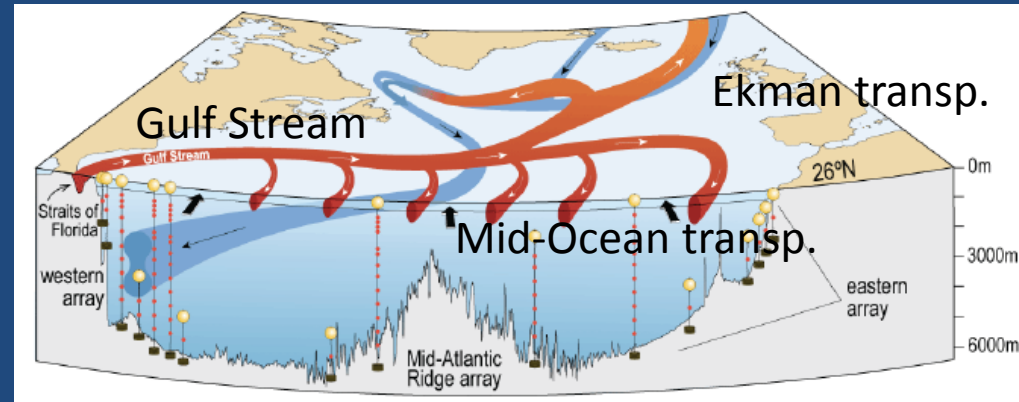 Ekman transp.
Gulf Stream
Gulf Stream
0m
26ºN
Straits of
Florida
Mid-Ocean transp.
3000m
western
array
eastern
array
Mid-Atlantic
Ridge array
6000m